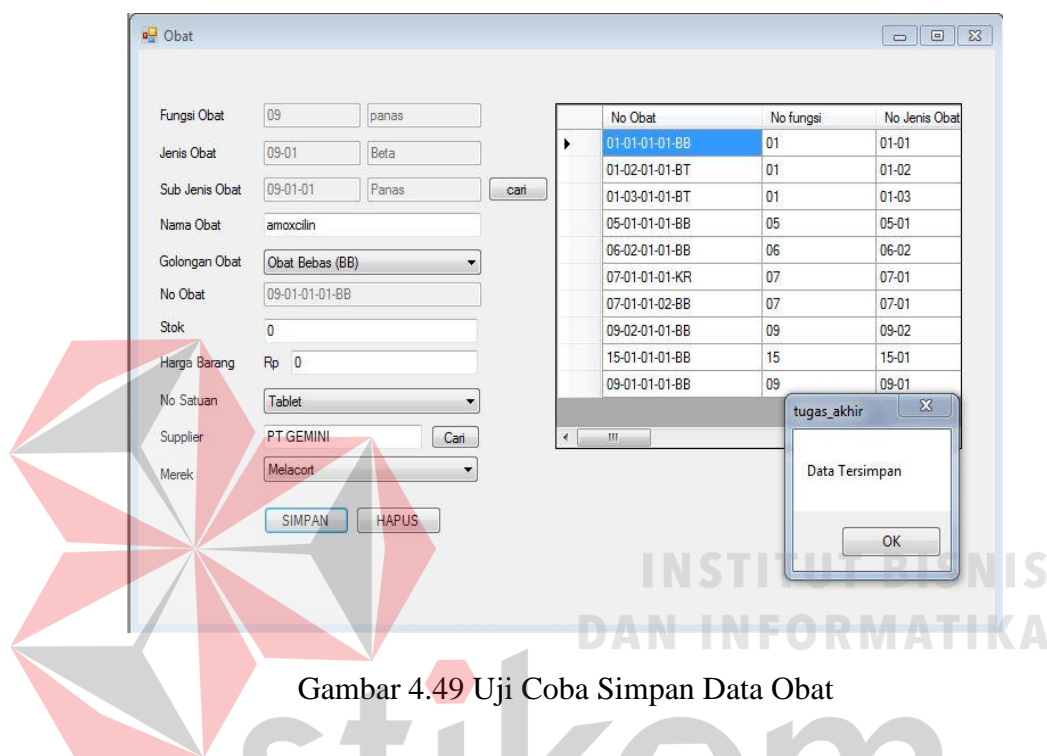 Obat
Fungsi Obat 09 panas
Jenis Obat 09-01 Beta
Sub Jenis Obat 09-01-01 Panas cari
Nama Obat amoxcilin
Golongan Obat Obat Bebas (BB)
No Obat 09-01-01-01-BB
Stok 0
Harga Barang Rp 0
No Satuan Tablet
Supplier PT GEMINI Cari
Merek Melacort
SIMPAN HAPUS
No Obat No fungsi No Jenis Obat
01-01-01-01-BB 01 01-01
01-02-01-01-BT 01 01-02
01-03-01-01-BT 01 01-03
05-01-01-01-BB 05 05-01
06-02-01-01-BB 06 06-02
07-01-01-01-KR 07 07-01
07-01-01-02-BB 07 07-01
09-02-01-01-BB 09 09-02
15-01-01-01-BB 15 15-01
09-01-01-01-BB 09 09-01
tugas_akhir
Data Tersimpan
OK
INSTITUT BISNIS
DAN INFORMATIKA
Gambar 4.49 Uji Coba Simpan Data Obat
stikom